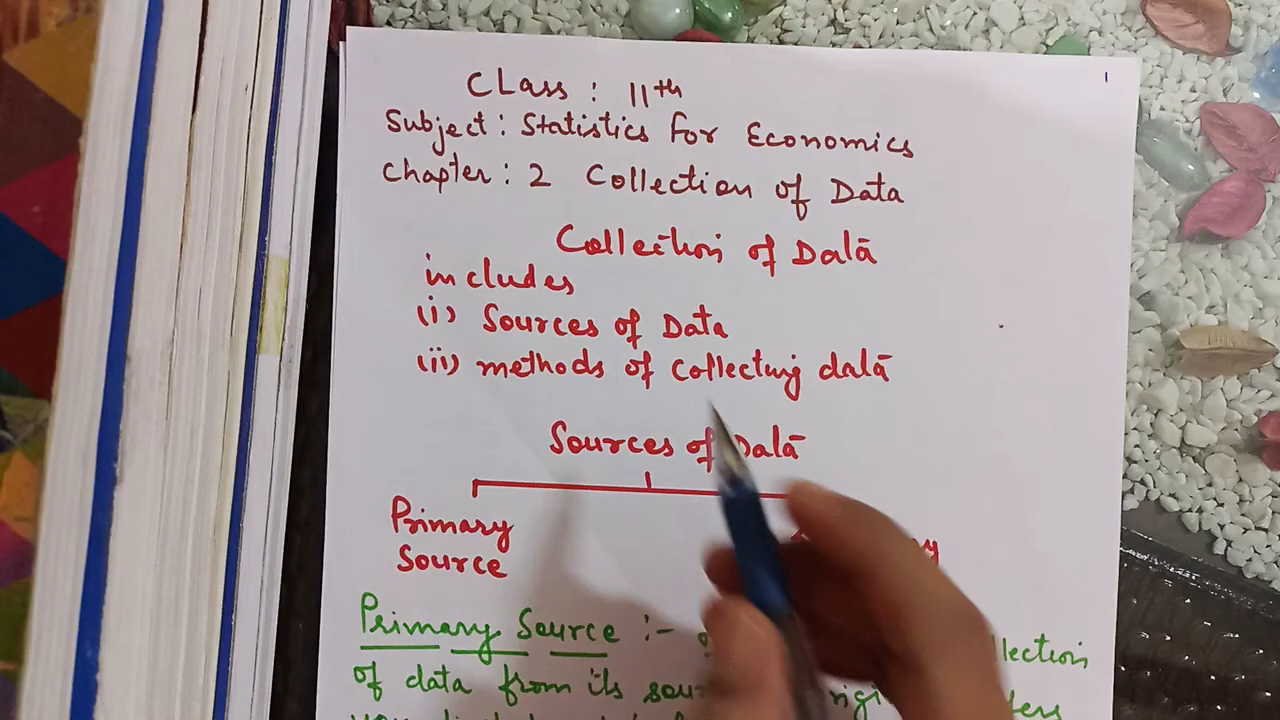 1
Class : 11th
Subject : Statistics for Economics
Chapter : 2 Collection of Data
Collection of Data
includes
(i) Sources of Data
(ii) methods of collecting data
Sources of Data
Primary
Source
Primary Source :-
of data from its